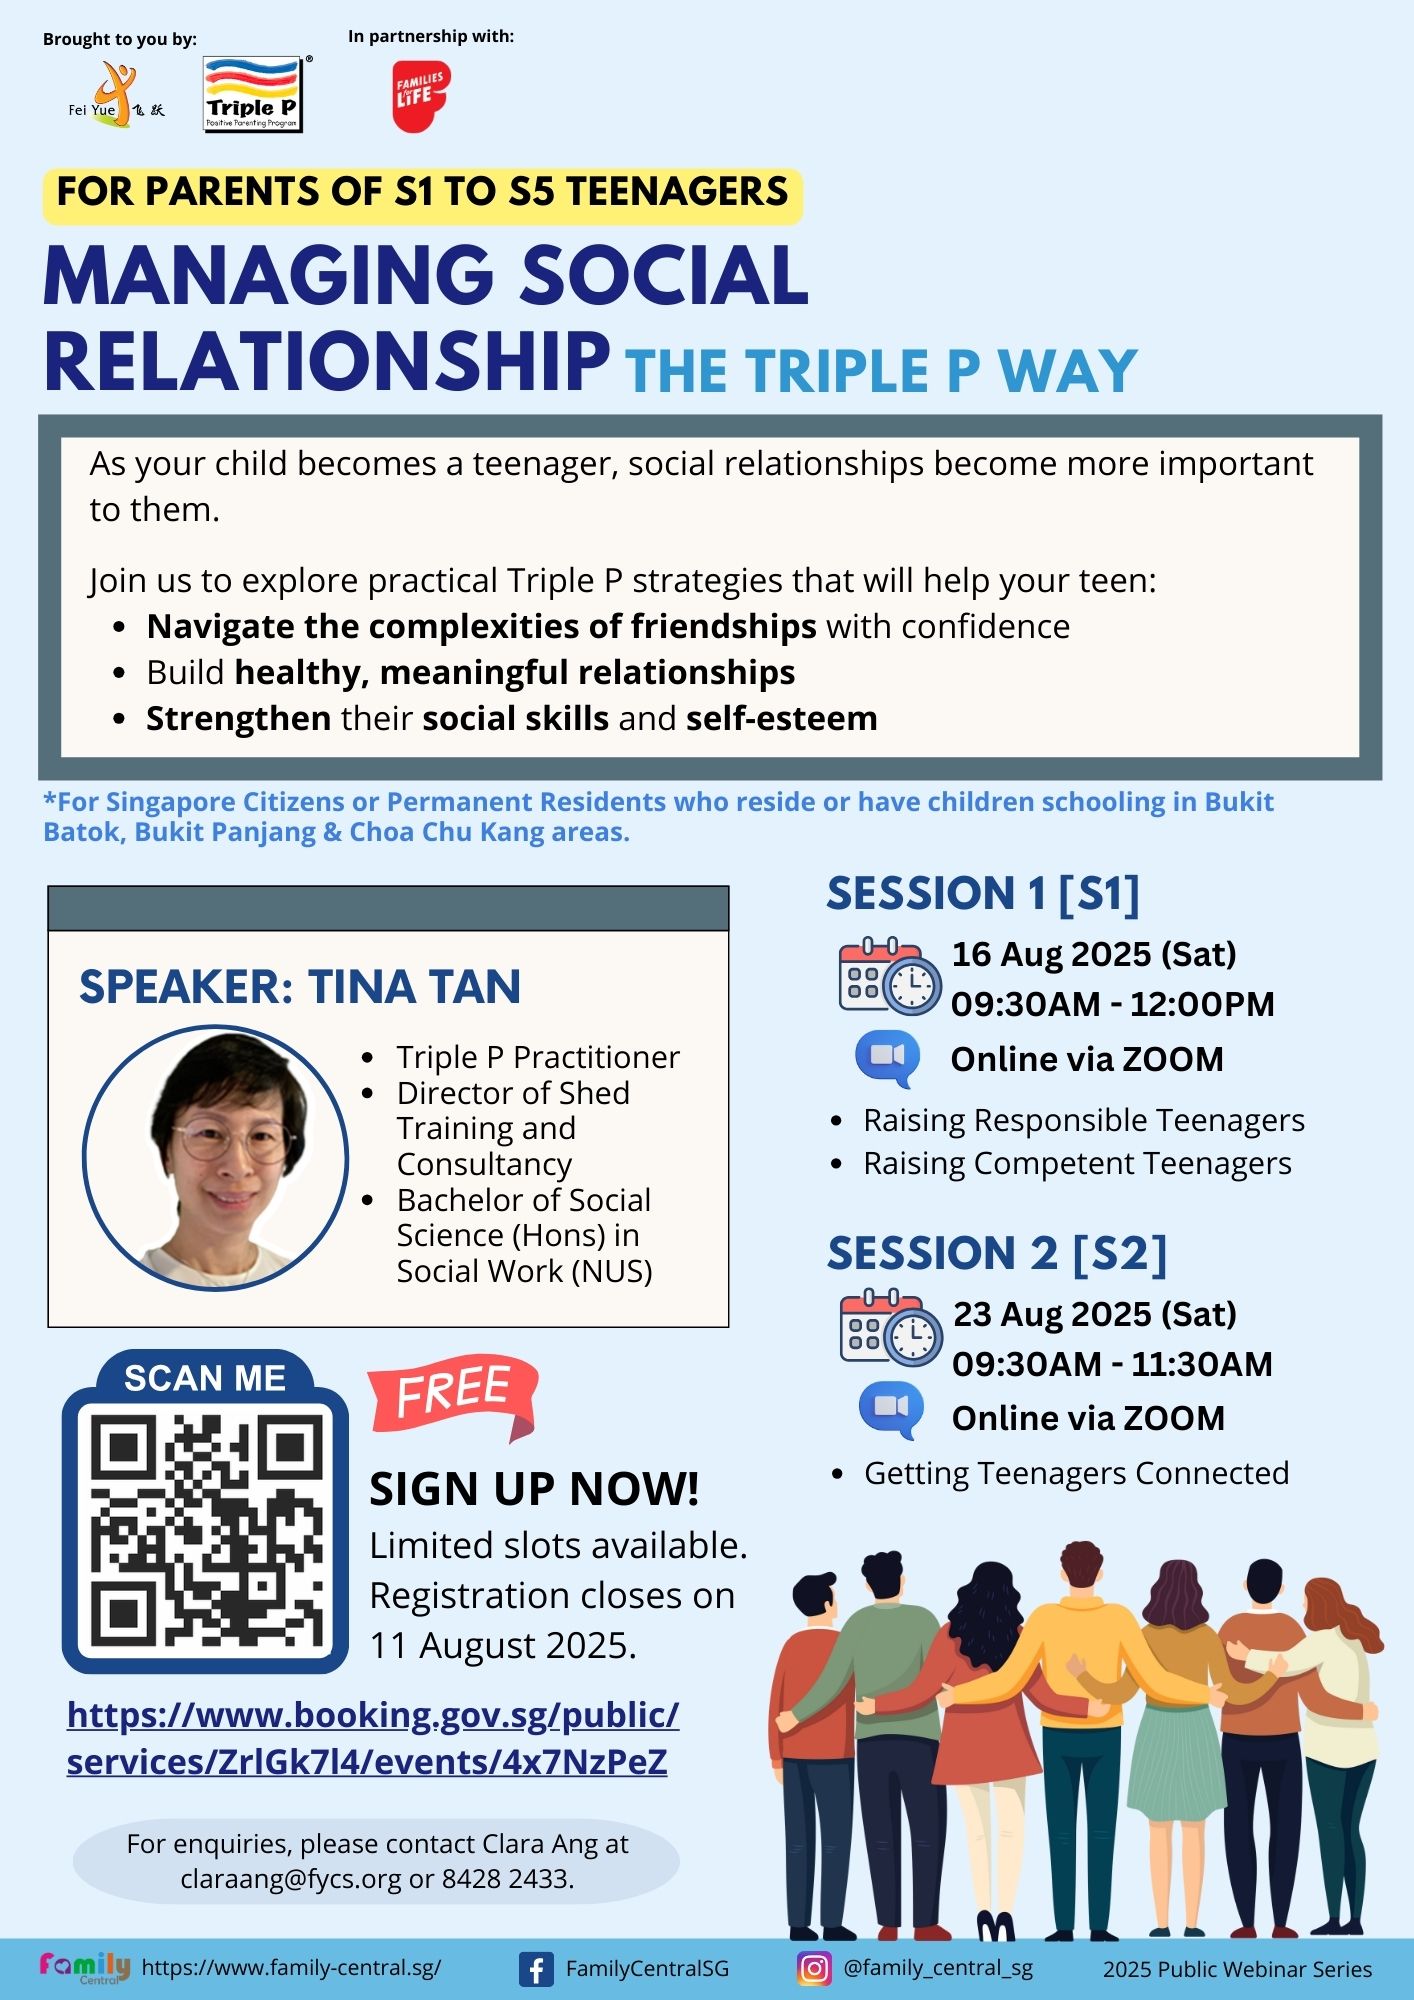 Brought to you by:
In partnership with:
Fei Yue 飞跃
Triple P
®
Positive Parenting Program
FAMILIES
for
LiFE
FOR PARENTS OF S1 TO S5 TEENAGERS
MANAGING SOCIAL
RELATIONSHIP THE TRIPLE P WAY
As your child becomes a teenager, social relationships become more important
to them.
Join us to explore practical Triple P strategies that will help your teen:
• Navigate the complexities of friendships with confidence
• Build healthy, meaningful relationships
• Strengthen their social skills and self-esteem
*For Singapore Citizens or Permanent Residents who reside or have children schooling in Bukit
Batok, Bukit Panjang & Choa Chu Kang areas.
SPEAKER: TINA TAN
• Triple P Practitioner
• Director of Shed
Training and
Consultancy
• Bachelor of Social
Science (Hons) in
Social Work (NUS)
SESSION 1 [S1]
16 Aug 2025 (Sat)
09:30AM - 12:00PM
Online via ZOOM
• Raising Responsible Teenagers
• Raising Competent Teenagers
SESSION 2 [S2]
23 Aug 2025 (Sat)
09:30AM - 11:30AM
Online via ZOOM
• Getting Teenagers Connected
SCAN ME
FREE
SIGN UP NOW!
Limited slots available.
Registration closes on
11 August 2025.
https://www.booking.gov.sg/public/
services/ZrlGk7l4/events/4x7NzPeZ
For enquiries, please contact Clara Ang at
claraang@fycs.org or 8428 2433.
family
Central
https://www.family-central.sg/
FamilyCentralSG
@family_central_sg
2025 Public Webinar Series